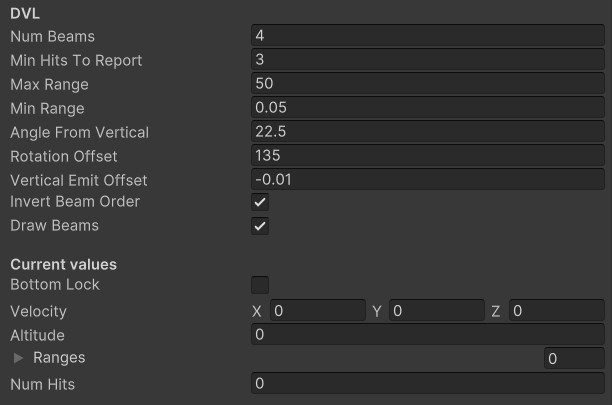 DVL
Num Beams 4
Min Hits To Report 3
Max Range 50
Min Range 0.05
Angle From Vertical 22.5
Rotation Offset 135
Vertical Emit Offset -0.01
Invert Beam Order
Draw Beams
Current values
Bottom Lock
Velocity X 0 Y 0 Z 0
Altitude 0
Ranges 0
Num Hits 0